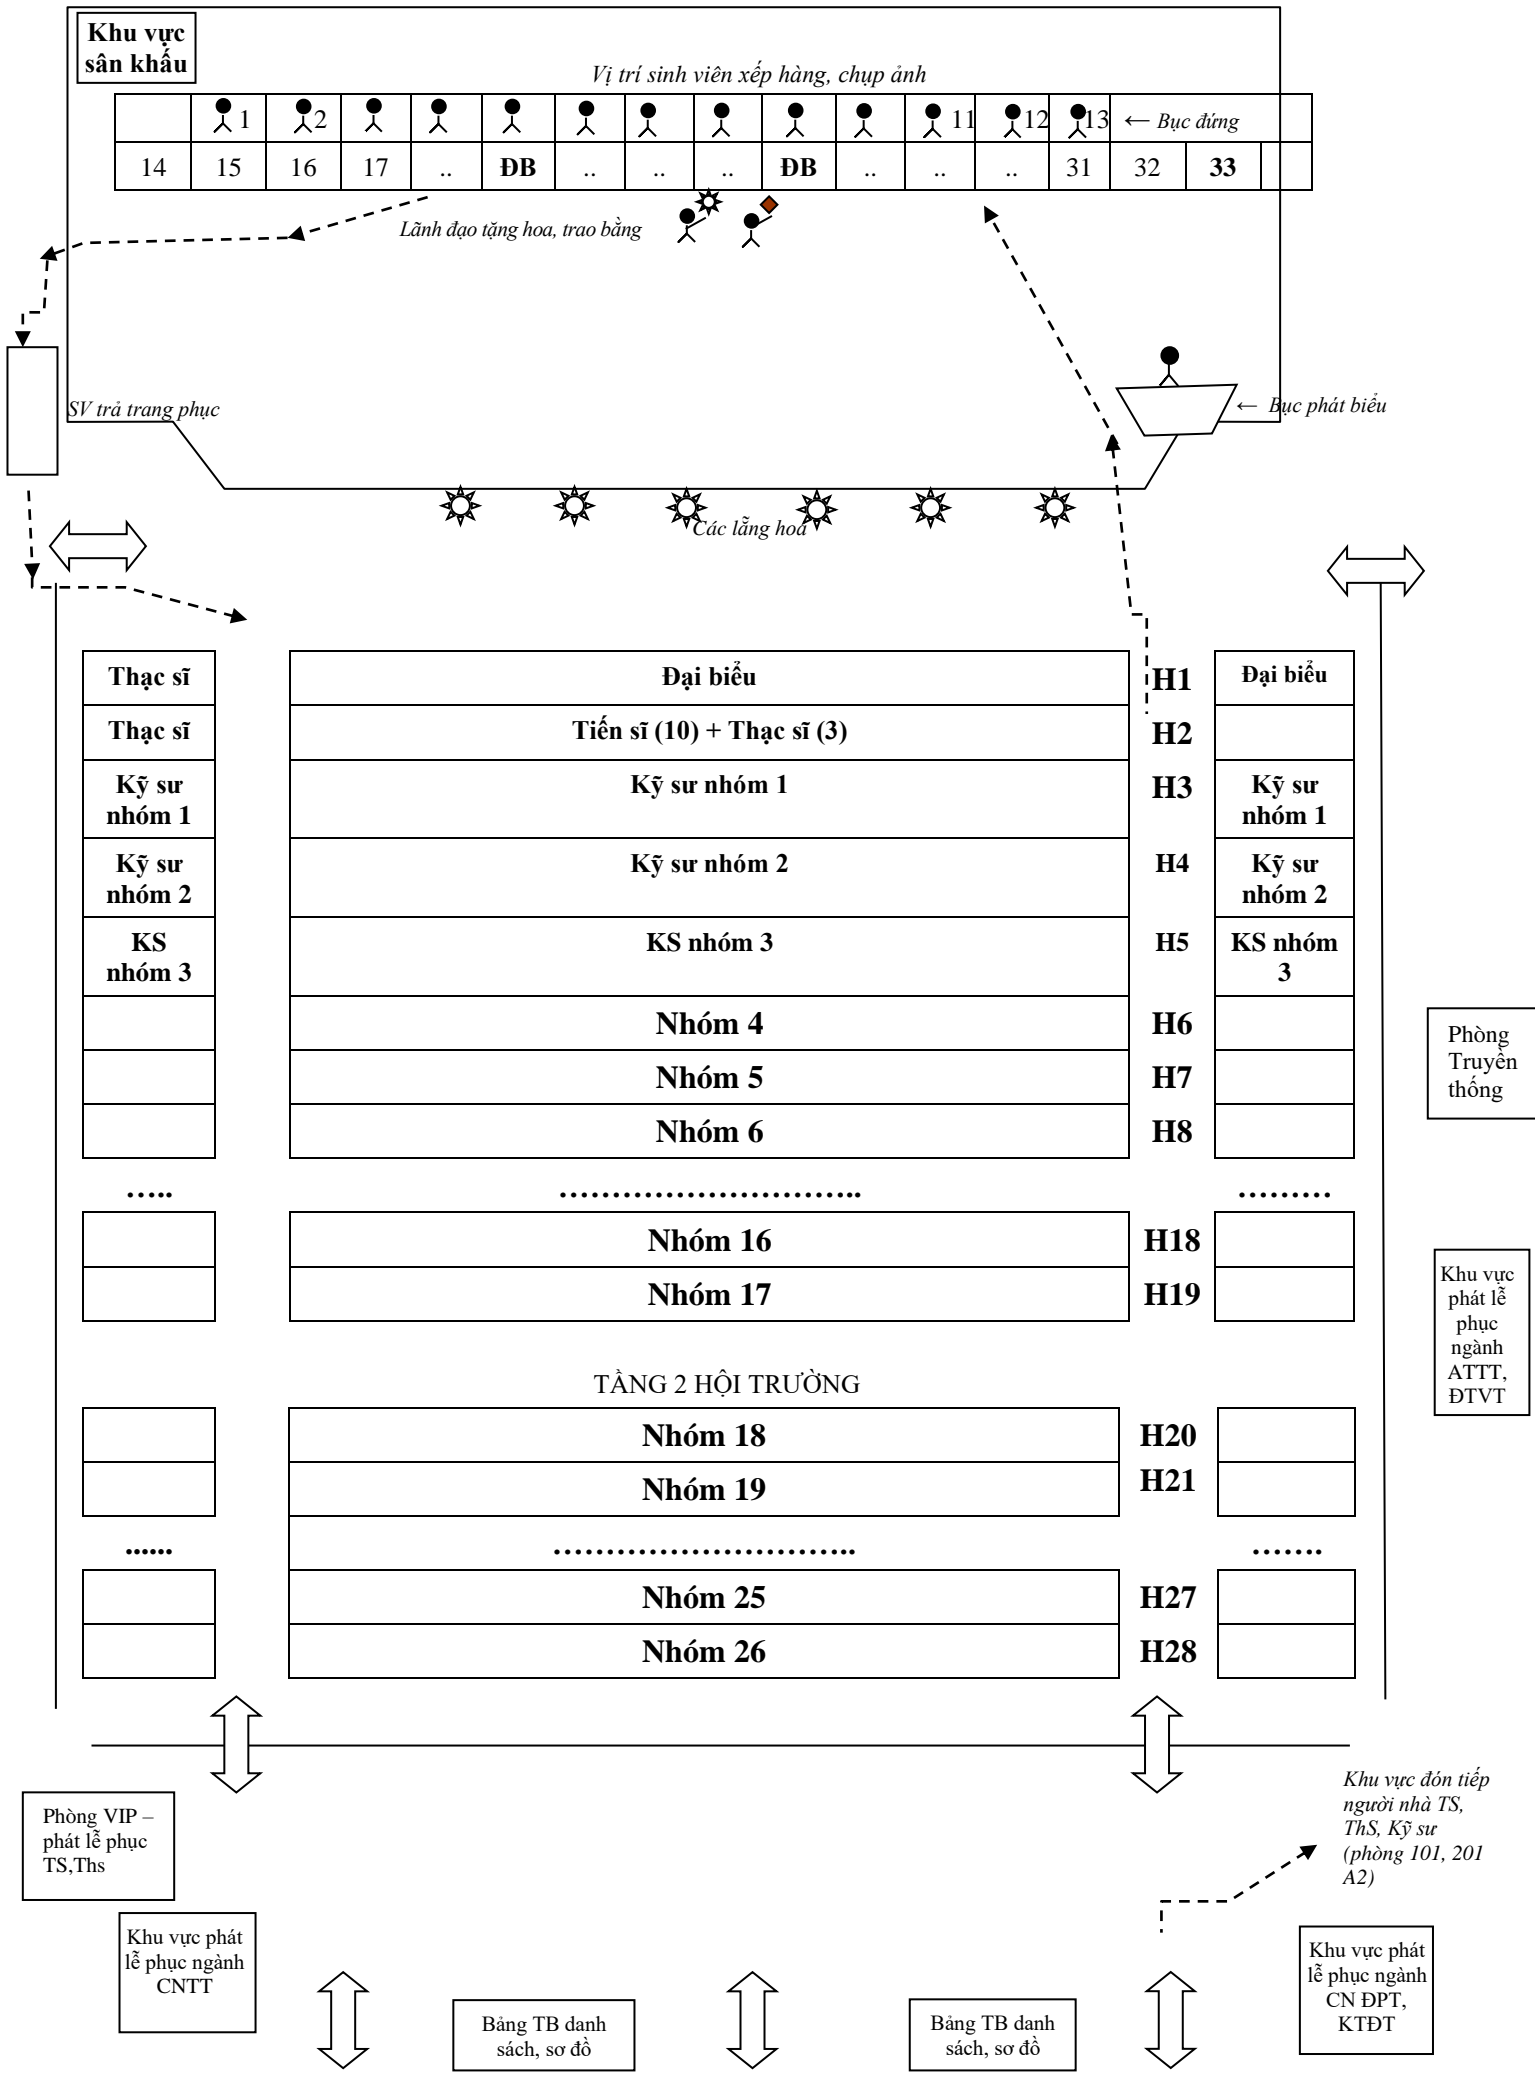 Khu vực
sân khấu
Vị trí sinh viên xếp hàng, chụp ảnh
1 2 11 12 13 ← Bục đứng
14 15 16 17 .. ĐB .. .. .. ĐB .. .. .. 31 32 33
Lãnh đạo tặng hoa, trao bằng
SV trả trang phục
← Bục phát biểu
Các lẵng hoa
Thạc sĩ Đại biểu H1 Đại biểu
Thạc sĩ Tiến sĩ (10) + Thạc sĩ (3) H2
Kỹ sư
nhóm 1
Kỹ sư nhóm 1 H3
Kỹ sư
nhóm 1
Kỹ sư
nhóm 2
Kỹ sư nhóm 2 H4
Kỹ sư
nhóm 2
KS
nhóm 3
KS nhóm 3 H5
KS nhóm
3
Nhóm 4 H6
Nhóm 5 H7
Nhóm 6 H8
….. ……………………….. ………
Nhóm 16 H18
Nhóm 17 H19
Phòng
Truyền
thống
Khu vực
phát lễ
phục
ngành
ATTT,
ĐTVT
TẦNG 2 HỘI TRƯỜNG
Nhóm 18 H20
Nhóm 19 H21
...... ……………………….. …….
Nhóm 25 H27
Nhóm 26 H28
Khu vực đón tiếp
người nhà TS,
ThS, Kỹ sư
(phòng 101, 201
A2)
Phòng VIP –
phát lễ phục
TS,Ths
Khu vực phát
lễ phục ngành
CNTT
Bảng TB danh
sách, sơ đồ
Bảng TB danh
sách, sơ đồ
Khu vực phát
lễ phục ngành
CN ĐPT,
KTĐT